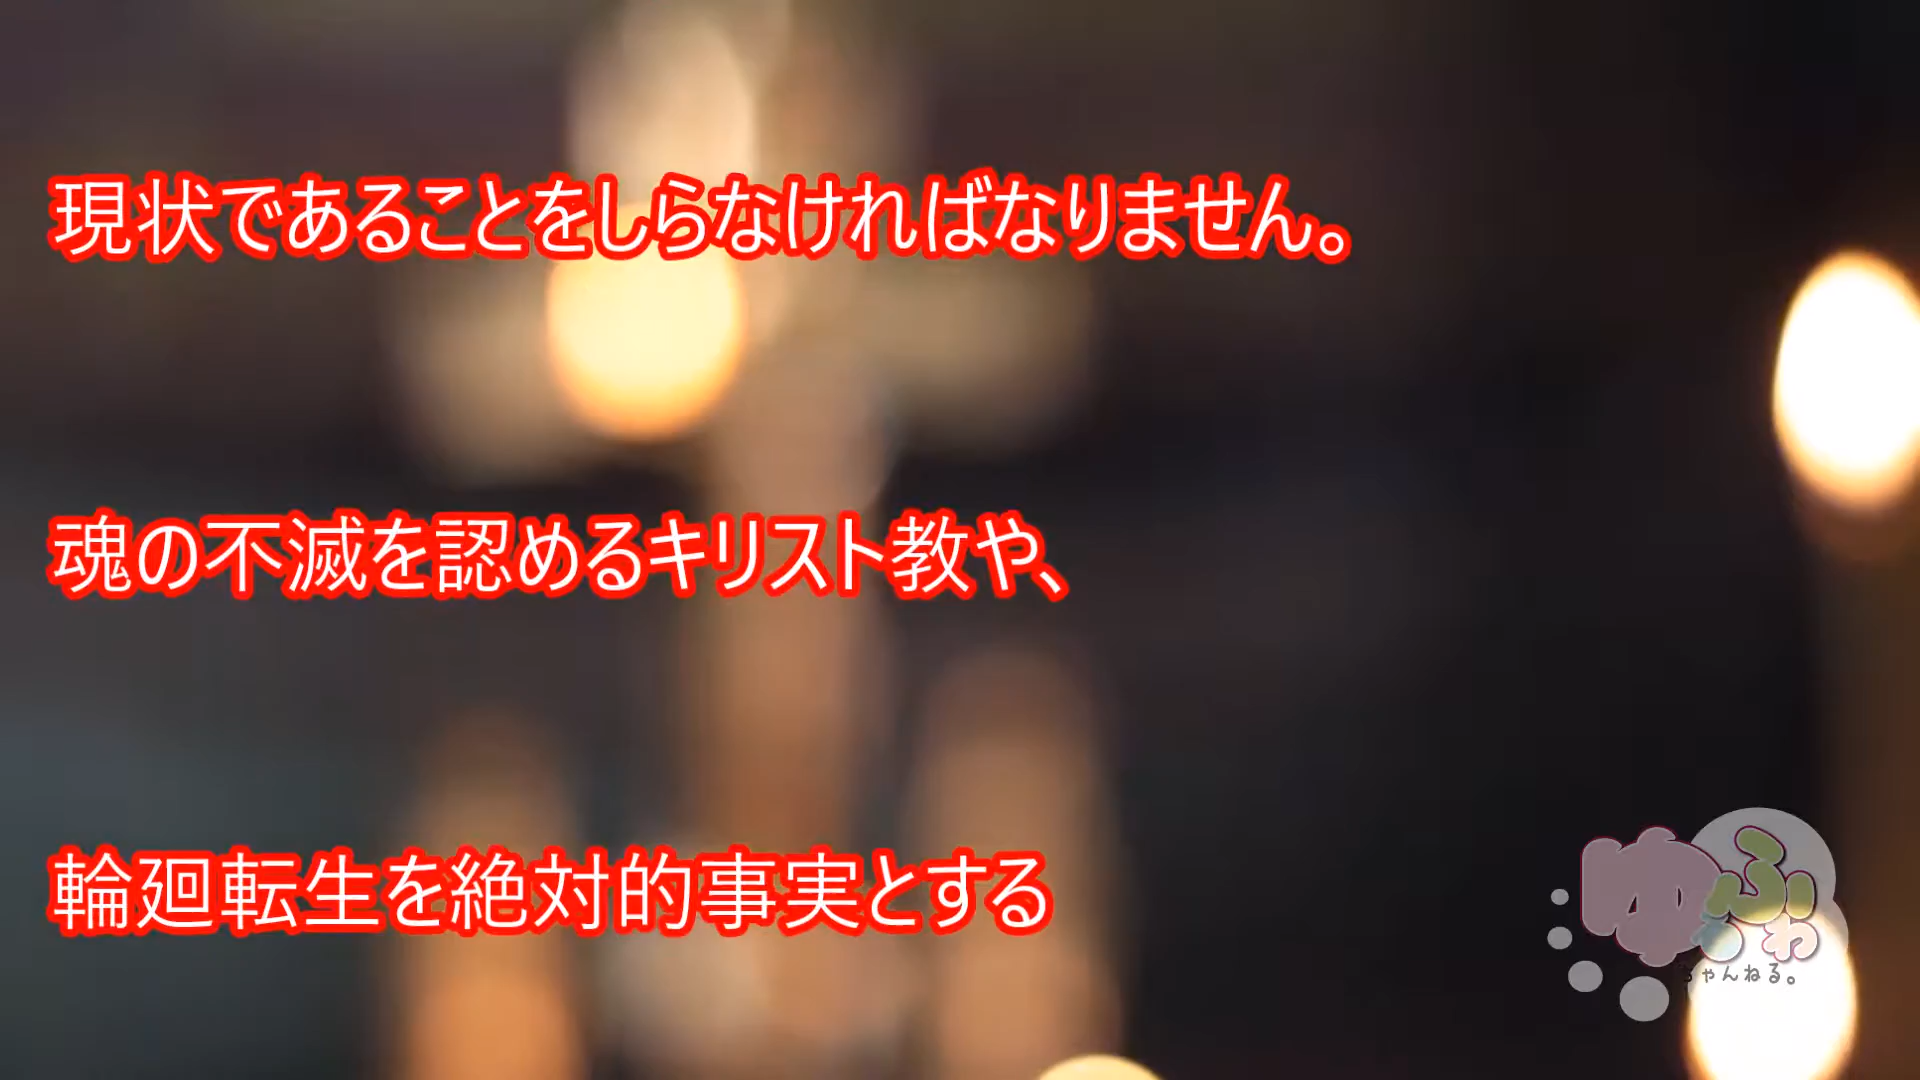 現状であることをしらなければなりません。
魂の不滅を認めるキリスト教や、
輪廻転生を絶対的事実とする
ゆるふわ
ちゃんねる。